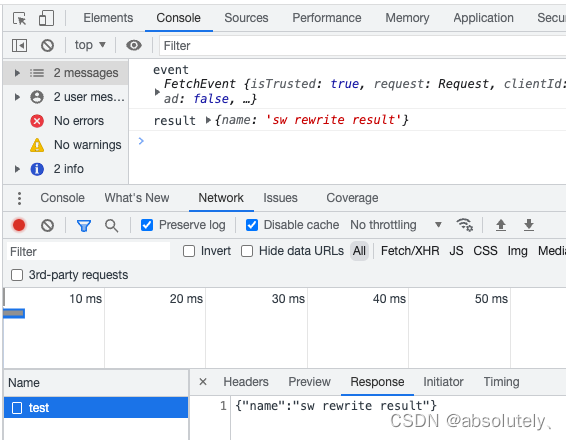 Elements Console Sources Performance Memory Application Secu
top Filter
2 messages
2 user mes...
No errors
No warnings
2 info
event
FetchEvent {isTrusted: true, request: Request, clientId:
ad: false, …}
result {name: 'sw rewrite result'}
Console What's New Network Issues Coverage
Preserve log Disable cache No throttling
Filter Invert Hide data URLs All Fetch/XHR JS CSS Img Media
3rd-party requests
10 ms 20 ms 30 ms 40 ms 50 ms
Name × Headers Preview Response Initiator Timing
test 1 {"name":"sw rewrite result"}
CSDN @absolutely、